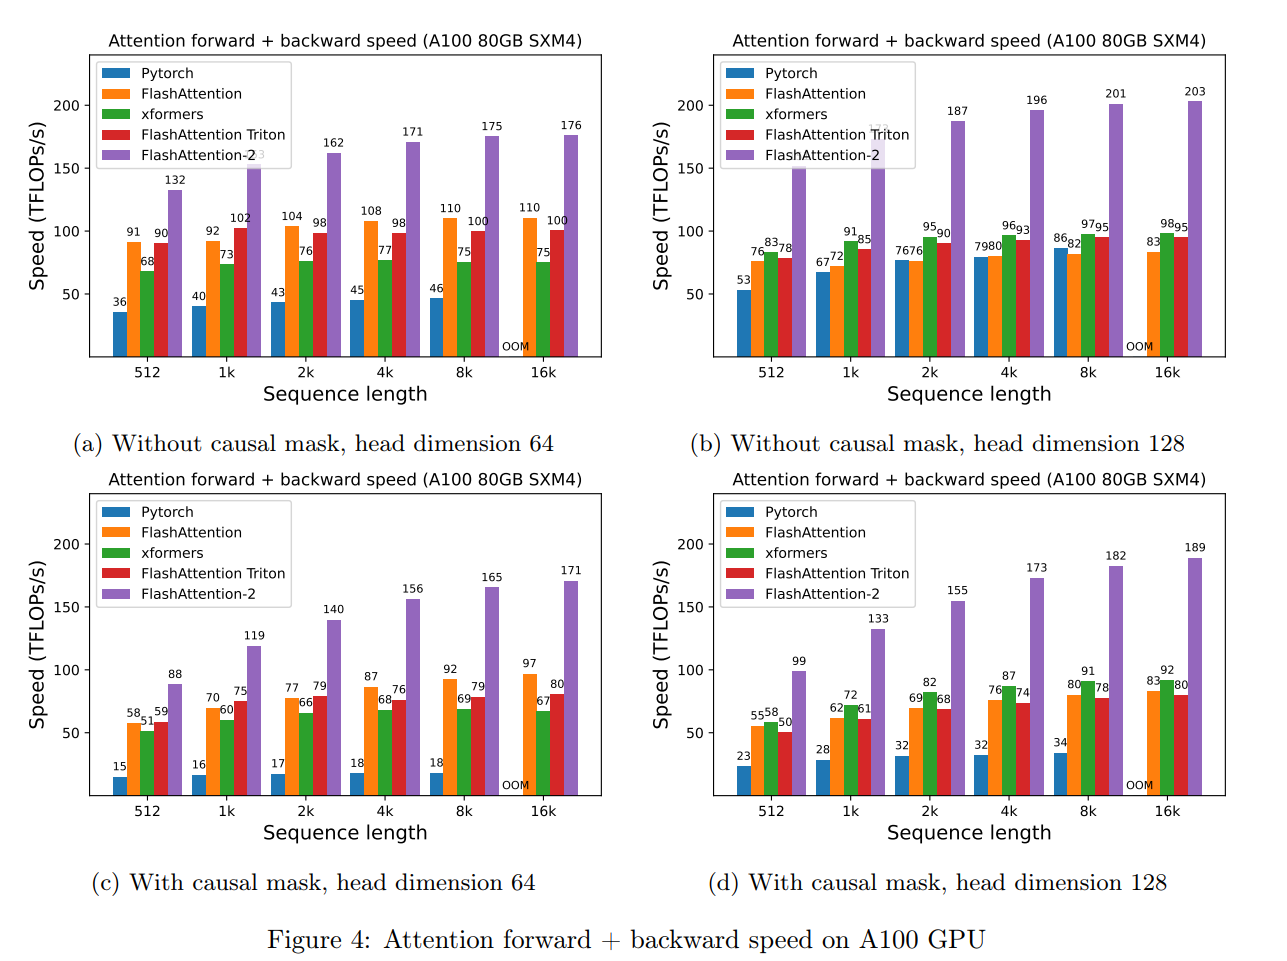 Attention forward + backward speed (A100 80GB SXM4)
Pytorch
FlashAttention
xformers
FlashAttention Triton
FlashAttention-2
Speed (TFLOPs/s)
200
150
100
50
36 91 68 90 132
40 92 73 102
43 104 76 98 162
45 108 77 98 171
46 110 75 100 175
OOM 110 75 100 176
512 1k 2k 4k 8k 16k
Sequence length
(a) Without causal mask, head dimension 64
Attention forward + backward speed (A100 80GB SXM4)
Pytorch
FlashAttention
xformers
FlashAttention Triton
FlashAttention-2
Speed (TFLOPs/s)
200
150
100
50
53 76 83 78
67 72 91 85 173
76 76 95 90 187
79 80 96 93 196
86 82 97 95 201
OOM 83 98 95 203
512 1k 2k 4k 8k 16k
Sequence length
(b) Without causal mask, head dimension 128
Attention forward + backward speed (A100 80GB SXM4)
Pytorch
FlashAttention
xformers
FlashAttention Triton
FlashAttention-2
Speed (TFLOPs/s)
200
150
100
50
15 58 51 59 88
16 70 60 75 119
17 77 66 79 140
18 87 68 76 156
18 92 69 79 165
OOM 97 67 80 171
512 1k 2k 4k 8k 16k
Sequence length
(c) With causal mask, head dimension 64
Attention forward + backward speed (A100 80GB SXM4)
Pytorch
FlashAttention
xformers
FlashAttention Triton
FlashAttention-2
Speed (TFLOPs/s)
200
150
100
50
23 55 58 50 99
28 62 72 61 133
32 69 82 68 155
32 76 87 74 173
34 80 91 78 182
OOM 83 92 80 189
512 1k 2k 4k 8k 16k
Sequence length
(d) With causal mask, head dimension 128
Figure 4: Attention forward + backward speed on A100 GPU